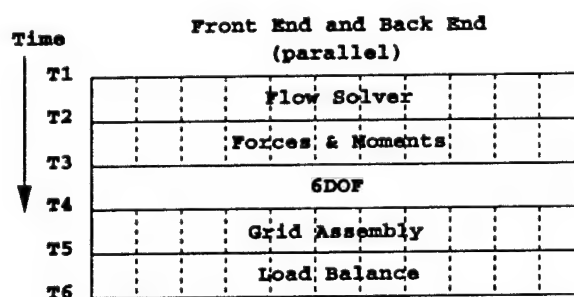 Front End and Back End
(parallel)
Time
T1
Flow Solver
T2
Forces & Moments
T3
6DOF
T4
Grid Assembly
T5
Load Balance
T6